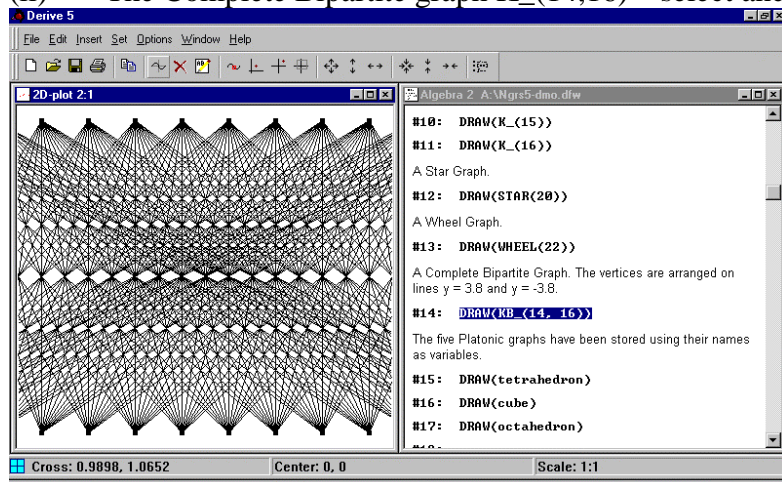 The Complete Bipartite graph K_(14,16) – select and
Derive 5
File Edit Insert Set Options Window Help
2D-plot 2:1
Algebra 2 A:\Ngrs5-dmo.dfw
#10: DRAW(K_(15))
#11: DRAW(K_(16))
A Star Graph.
#12: DRAW(STAR(20))
A Wheel Graph.
#13: DRAW(WHEEL(22))
A Complete Bipartite Graph. The vertices are arranged on
lines y = 3.8 and y = -3.8.
#14: DRAW(KB_(14, 16))
The five Platonic graphs have been stored using their names
as variables.
#15: DRAW(tetrahedron)
#16: DRAW(cube)
#17: DRAW(octahedron)
Cross: 0.9898, 1.0652
Center: 0, 0
Scale: 1:1